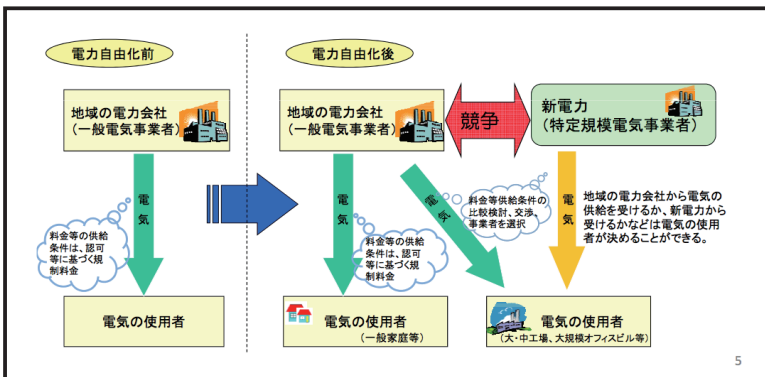 電力自由化前
地域の電力会社
（一般電気事業者）
電気
料金等の供給
条件は、認可
等に基づく規
制料金
電気の使用者
電力自由化後
地域の電力会社
（一般電気事業者）
競争
新電力
（特定規模電気事業者）
電気
料金等の供給
条件は、認可
等に基づく規
制料金
電気
料金等供給条件の
比較検討、交渉、
事業者を選択
電気
地域の電力会社から電気の
供給を受けるか、新電力から
受けるかなどは電気の使用
者が決めることができる。
電気の使用者
（一般家庭等）
電気の使用者
（大・中工場、大規模オフィスビル等）
5